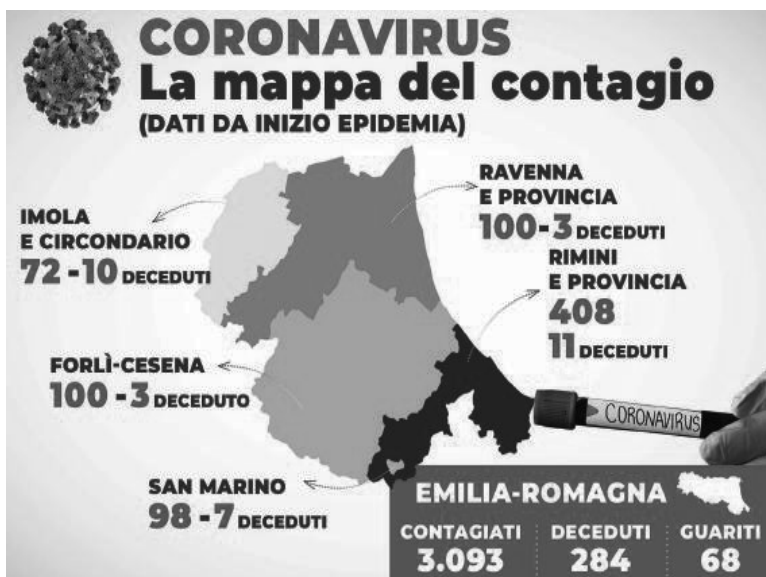 CORONAVIRUS
La mappa del contagio
(DATI DA INIZIO EPIDEMIA)
IMOLA
E CIRCONDARIO
72 - 10 DECEDUTI
RAVENNA
E PROVINCIA
100 - 3 DECEDUTI
RIMINI
E PROVINCIA
408
11 DECEDUTI
FORLÌ-CESENA
100 - 3 DECEDUTO
SAN MARINO
98 - 7 DECEDUTI
CORONAVIRUS
EMILIA-ROMAGNA
CONTAGIATI DECEDUTI GUARITI
3.093 284 68